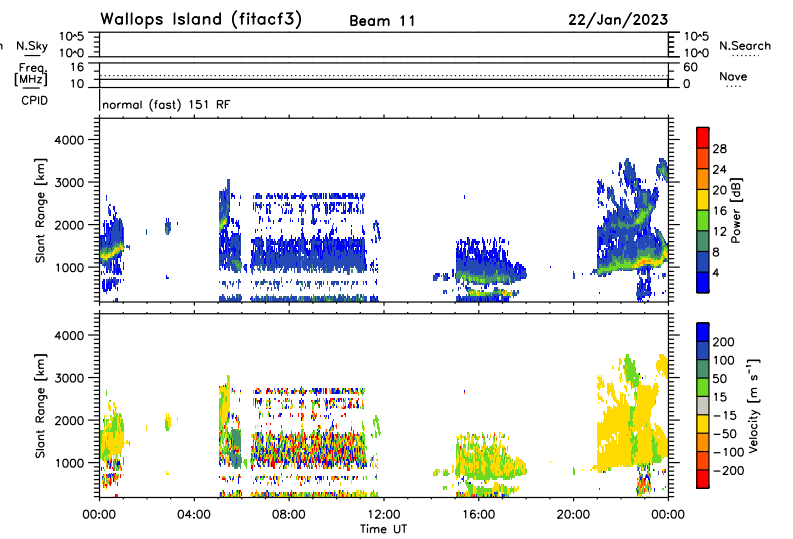 Wallops Island (fitacf3) Beam 11 22/Jan/2023
N.Sky 10^5 10^0 10^5 10^0 N.Search
Freq. [MHz] 16 10 60 0 Nave
CPID normal (fast) 151 RF
Slant Range [km] 4000 3000 2000 1000
28 24 20 16 12 8 4 Power [dB]
Slant Range [km] 4000 3000 2000 1000
200 100 50 15 -15 -50 -100 -200 Velocity [m s⁻¹]
00:00 04:00 08:00 12:00 16:00 20:00 00:00
Time UT